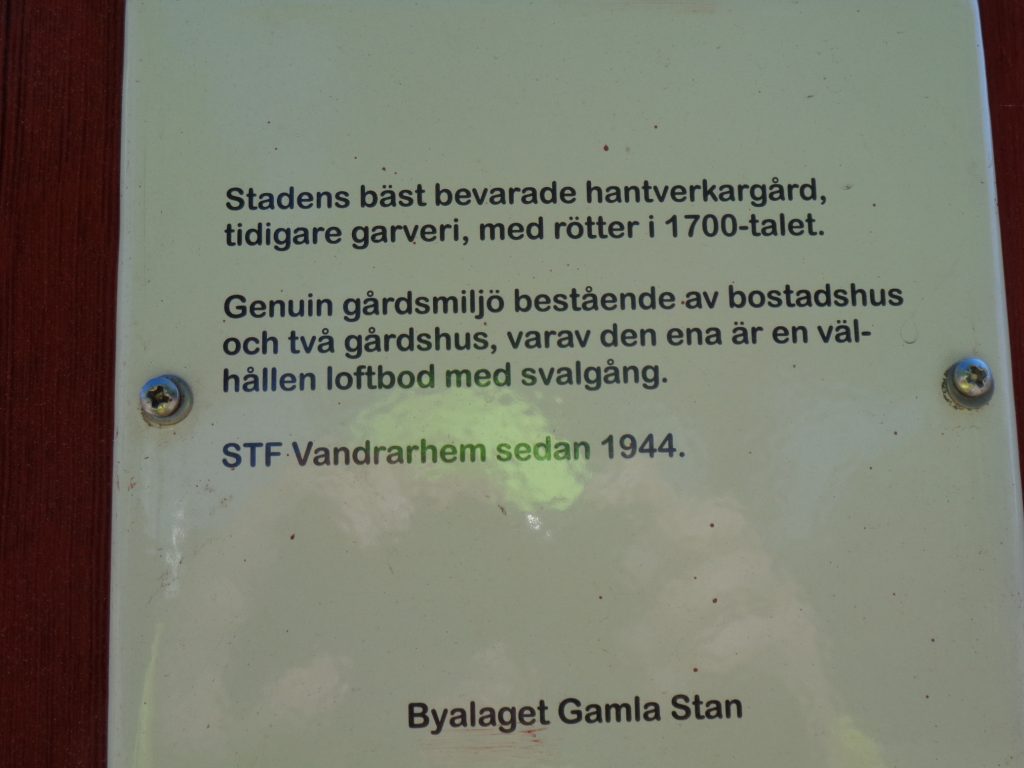 Stadens bäst bevarade hantverkargård,
tidigare garveri, med rötter i 1700-talet.
Genuin gårdsmiljö bestående av bostadshus
och två gårdshus, varav den ena är en väl-
hållen loftbod med svalgång.
STF Vandrarhem sedan 1944.
Byalaget Gamla Stan